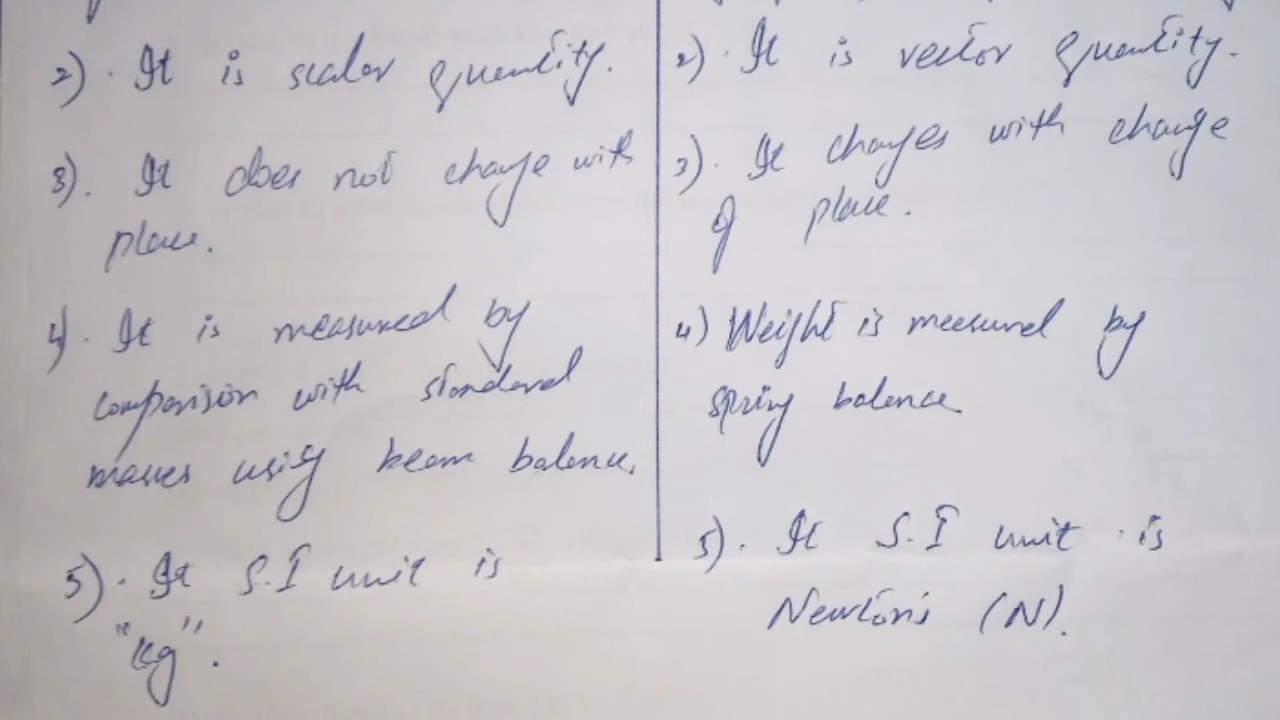 2). It is scalar quantity.
3). It does not change with
place.
4). It is measured by
comparison with standard
masses using beam balance.
5). It S.I unit is
"kg".
2). It is vector quantity.
3). It changes with change
of place.
4) Weight is measured by
spring balance.
5). It S.I unit is
Newton's (N).